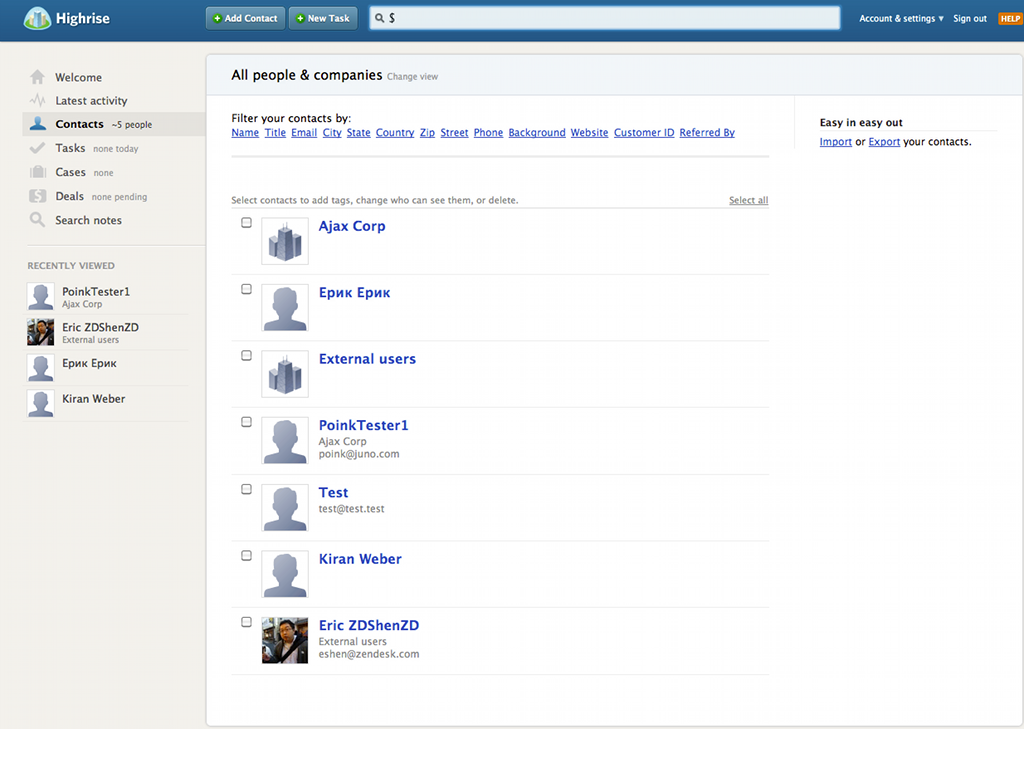 Highrise
Add Contact
New Task
$
Account & settings ▼
Sign out
HELP
Welcome
Latest activity
Contacts ~5 people
Tasks none today
Cases none
Deals none pending
Search notes
RECENTLY VIEWED
PoinkTester1
Ajax Corp
Eric ZDShenZD
External users
Ерик Ерик
Kiran Weber
All people & companies Change view
Filter your contacts by:
Name Title Email City State Country Zip Street Phone Background Website Customer ID Referred By
Select contacts to add tags, change who can see them, or delete. Select all
Ajax Corp
Ерик Ерик
External users
PoinkTester1
Ajax Corp
poink@juno.com
Test
test@test.test
Kiran Weber
Eric ZDShenZD
External users
eshen@zendesk.com
Easy in easy out
Import or Export your contacts.